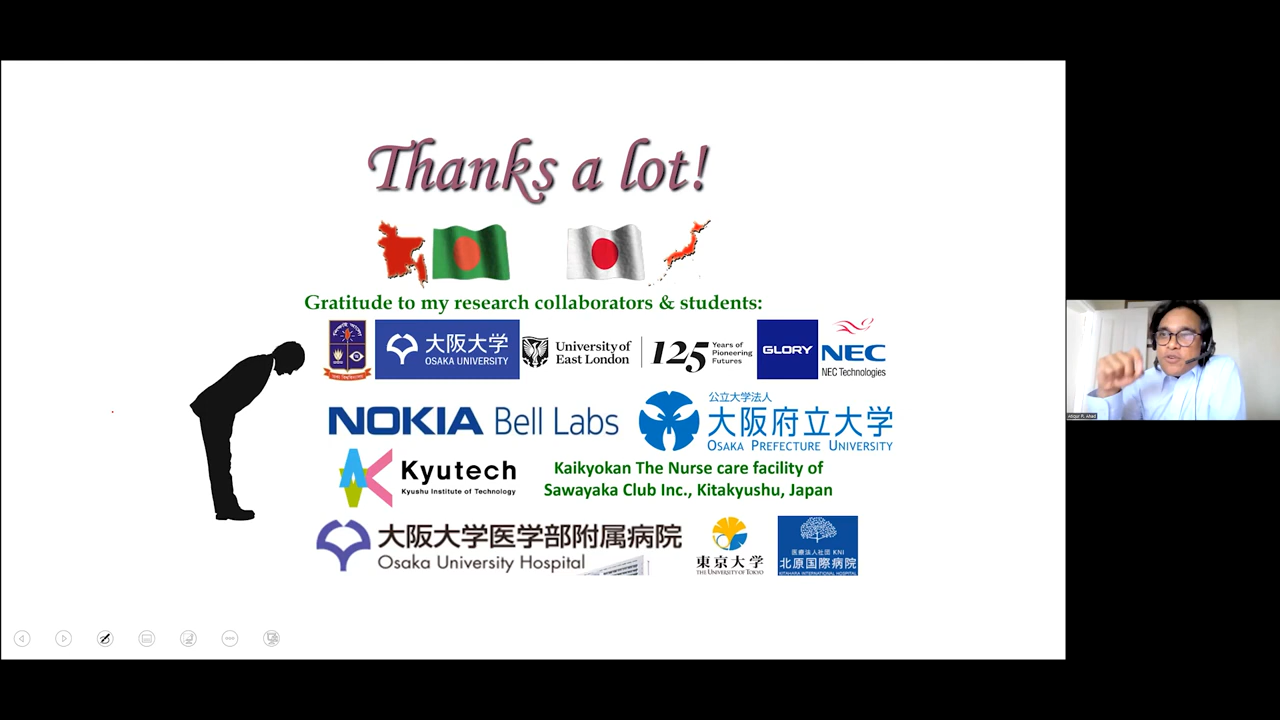 Thanks a lot!
Gratitude to my research collaborators & students:
大阪大学
OSAKA UNIVERSITY
University of
East London
125 Years of
Pioneering
Futures
GLORY
NEC
NEC Technologies
NOKIA Bell Labs
公立大学法人
大阪府立大学
OSAKA PREFECTURE UNIVERSITY
Kyutech
Kyushu Institute of Technology
Kaikyokan The Nurse care facility of
Sawayaka Club Inc., Kitakyushu, Japan
大阪大学医学部附属病院
Osaka University Hospital
東京大学
THE UNIVERSITY OF TOKYO
医療法人社団 KNI
北原国際病院
KITAHARA INTERNATIONAL HOSPITAL